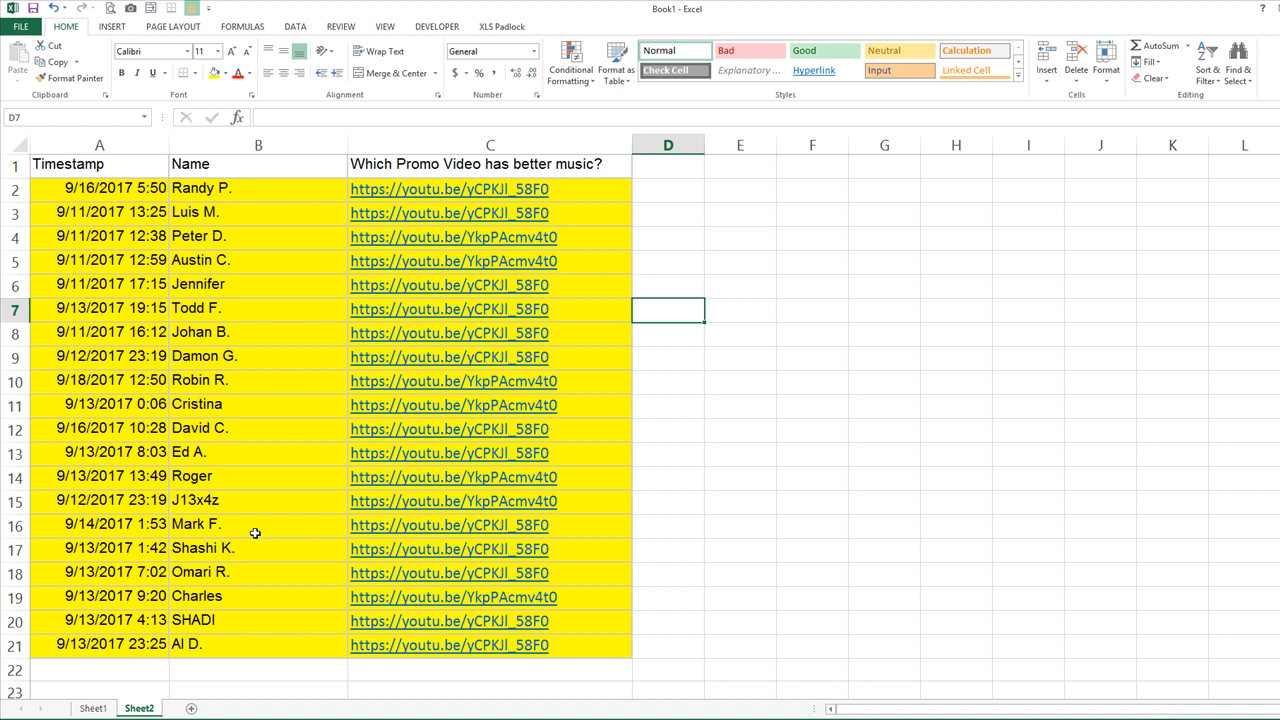 Book1 - Excel
?
FILE HOME INSERT PAGE LAYOUT FORMULAS DATA REVIEW VIEW DEVELOPER XLS Padlock
Paste Cut Copy Format Painter
Clipboard
Calibri 11
B I U A
Font
Wrap Text
Merge & Center
Alignment
General
$ % ,
Number
Conditional Formatting Format as Table
Normal Bad Good Neutral Calculation
Check Cell Explanatory ... Hyperlink Input Linked Cell
Styles
Insert Delete Format
Cells
AutoSum Fill Clear Sort & Filter Find & Select
Editing
D7 fx
A B C D E F G H I J K L
1 Timestamp Name Which Promo Video has better music?
2 9/16/2017 5:50 Randy P. https://youtu.be/yCPKJl_58F0
3 9/11/2017 13:25 Luis M. https://youtu.be/yCPKJl_58F0
4 9/11/2017 12:38 Peter D. https://youtu.be/YkpPAcmv4t0
5 9/11/2017 12:59 Austin C. https://youtu.be/YkpPAcmv4t0
6 9/11/2017 17:15 Jennifer https://youtu.be/yCPKJl_58F0
7 9/13/2017 19:15 Todd F. https://youtu.be/yCPKJl_58F0
8 9/11/2017 16:12 Johan B. https://youtu.be/yCPKJl_58F0
9 9/12/2017 23:19 Damon G. https://youtu.be/yCPKJl_58F0
10 9/18/2017 12:50 Robin R. https://youtu.be/YkpPAcmv4t0
11 9/13/2017 0:06 Cristina https://youtu.be/YkpPAcmv4t0
12 9/16/2017 10:28 David C. https://youtu.be/yCPKJl_58F0
13 9/13/2017 8:03 Ed A. https://youtu.be/yCPKJl_58F0
14 9/13/2017 13:49 Roger https://youtu.be/YkpPAcmv4t0
15 9/12/2017 23:19 J13x4z https://youtu.be/YkpPAcmv4t0
16 9/14/2017 1:53 Mark F. https://youtu.be/yCPKJl_58F0
17 9/13/2017 1:42 Shashi K. https://youtu.be/yCPKJl_58F0
18 9/13/2017 7:02 Omari R. https://youtu.be/yCPKJl_58F0
19 9/13/2017 9:20 Charles https://youtu.be/YkpPAcmv4t0
20 9/13/2017 4:13 SHADI https://youtu.be/yCPKJl_58F0
21 9/13/2017 23:25 Al D. https://youtu.be/yCPKJl_58F0
22
23
Sheet1 Sheet2